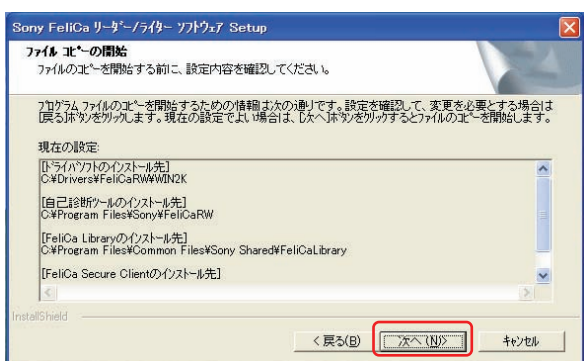 Sony FeliCa リーダー/ライター ソフトウェア Setup
ファイル コピーの開始
ファイルのコピーを開始する前に、設定内容を確認してください。
プログラム ファイルのコピーを開始するための情報は次の通りです。設定を確認して、変更を必要とする場合は
[戻る]ボタンをクリックします。現在の設定でよい場合は、[次へ]ボタンをクリックするとファイルのコピーを開始します。
現在の設定:
[ドライバソフトのインストール先]
C:¥Drivers¥FeliCaRW¥WIN2K
[自己診断ツールのインストール先]
C:¥Program Files¥Sony¥FeliCaRW
[FeliCa Libraryのインストール先]
C:¥Program Files¥Common Files¥Sony Shared¥FeliCaLibrary
[FeliCa Secure Clientのインストール先]
InstallShield
< 戻る(B)
次へ(N)>
キャンセル